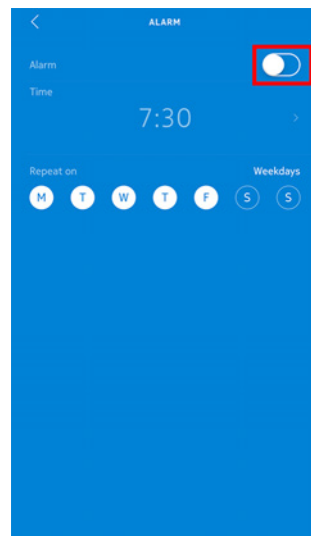 ALARM
Alarm
Time
7:30
Repeat on Weekdays
M T W T F S S